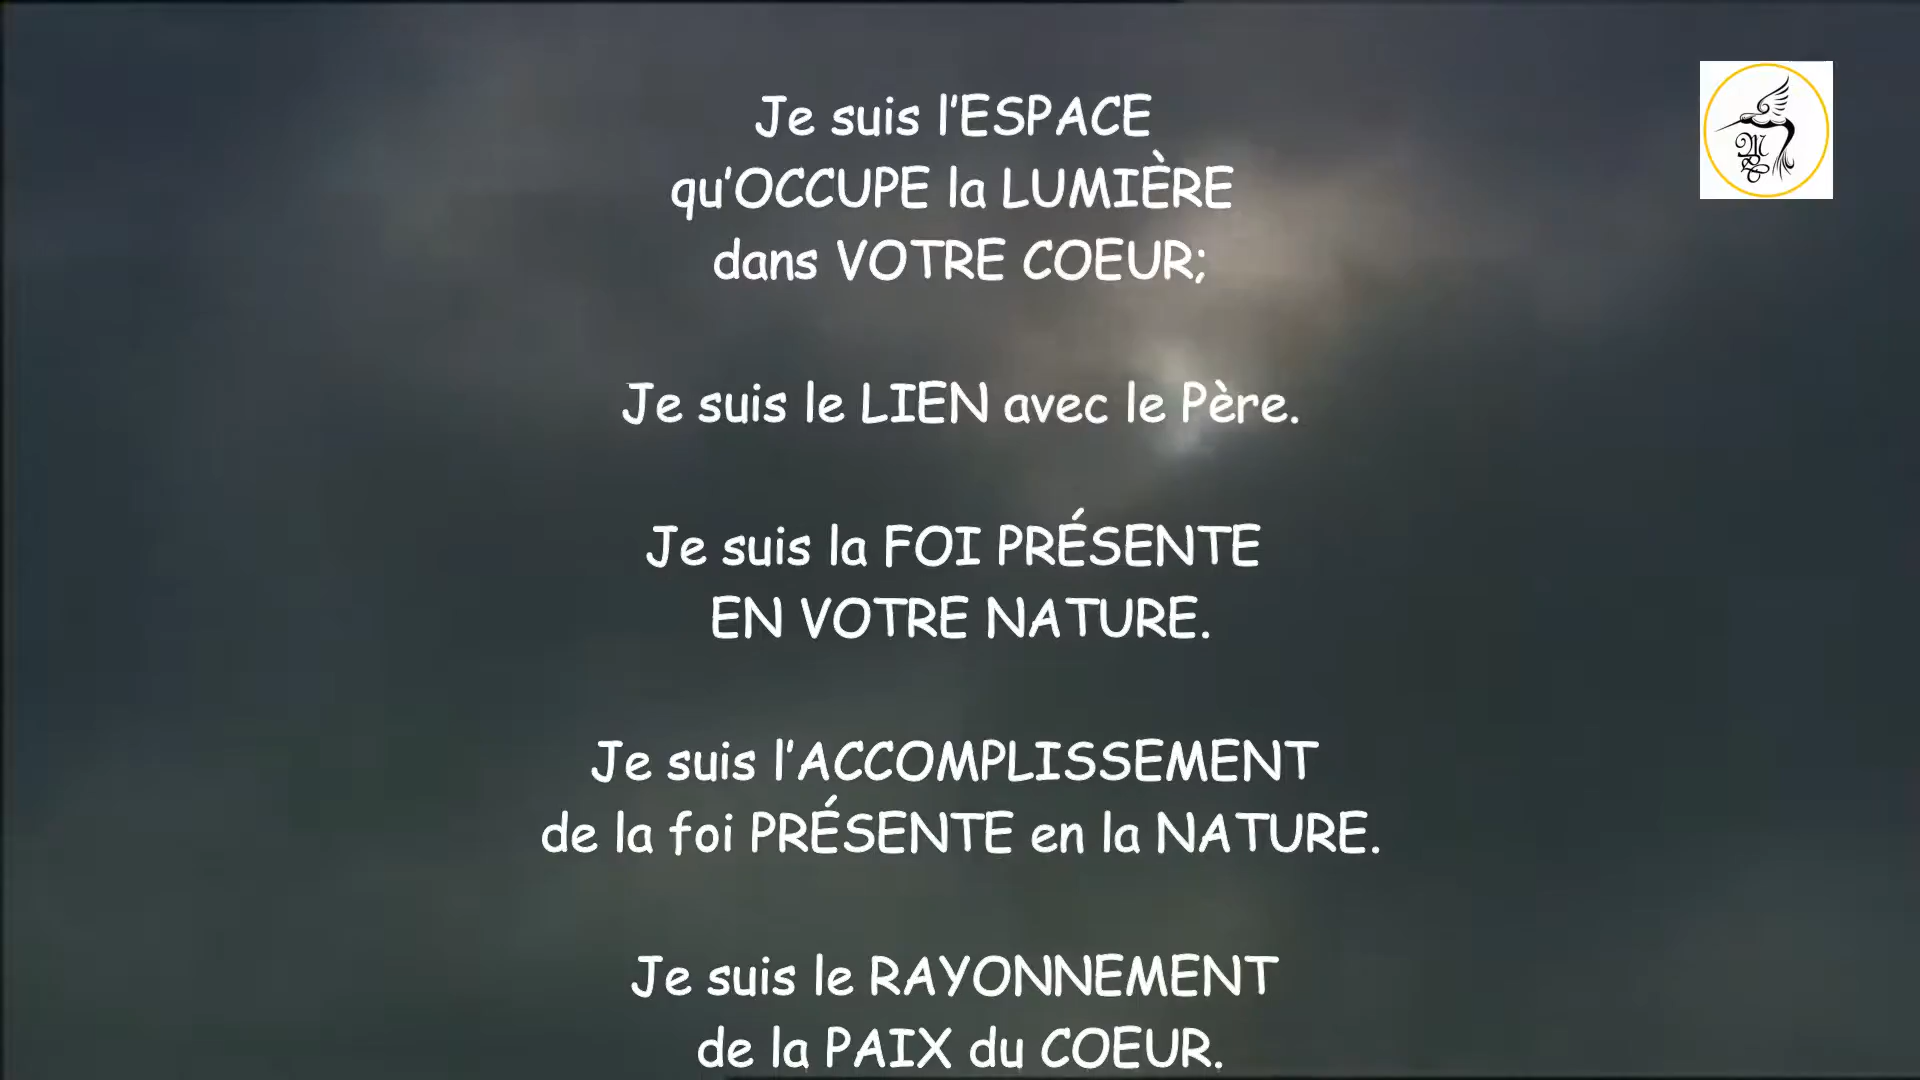 Je suis l'ESPACE
qu'OCCUPE la LUMIÈRE
dans VOTRE COEUR;
Je suis le LIEN avec le Père.
Je suis la FOI PRÉSENTE
EN VOTRE NATURE.
Je suis l'ACCOMPLISSEMENT
de la foi PRÉSENTE en la NATURE.
Je suis le RAYONNEMENT
de la PAIX du COEUR.